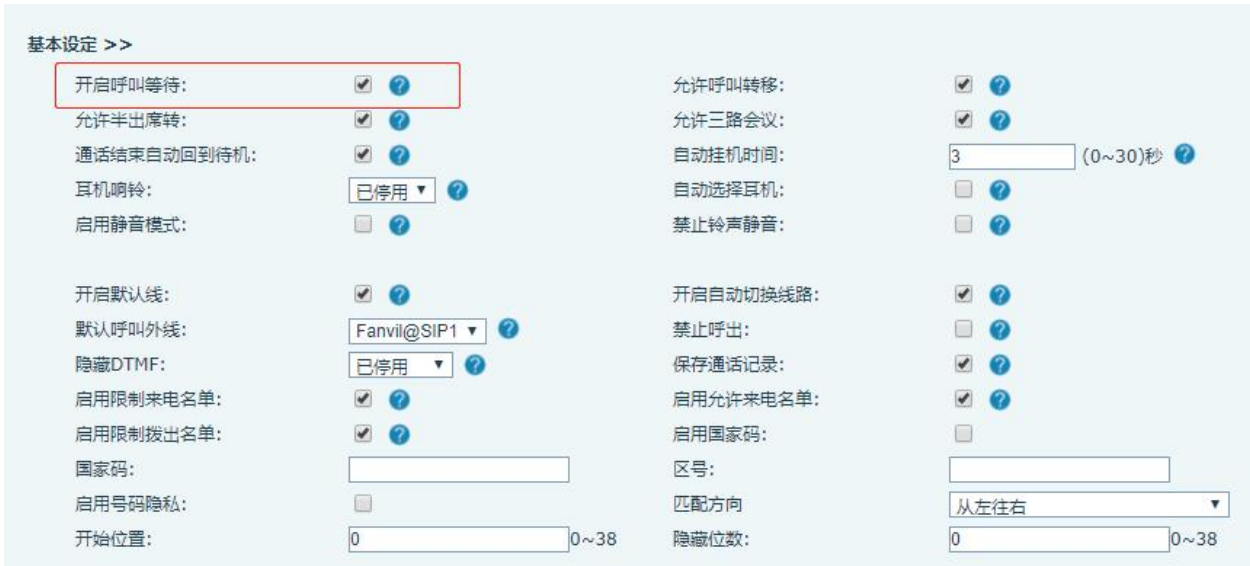 基本设定 >>
开启呼叫等待: 允许呼叫转移:
允许半出席转: 允许三路会议:
通话结束自动回到待机: 自动挂机时间: 3 (0~30)秒
耳机响铃: 已停用 自动选择耳机:
启用静音模式: 禁止铃声静音:
开启默认线: 开启自动切换线路:
默认呼叫外线: Fanvil@SIP1 禁止呼出:
隐藏DTMF: 已停用 保存通话记录:
启用限制来电名单: 启用允许来电名单:
启用限制拨出名单: 启用国家码:
国家码: 区号:
启用号码隐私: 匹配方向 从左往右
开始位置: 0 0~38 隐藏位数: 0 0~38